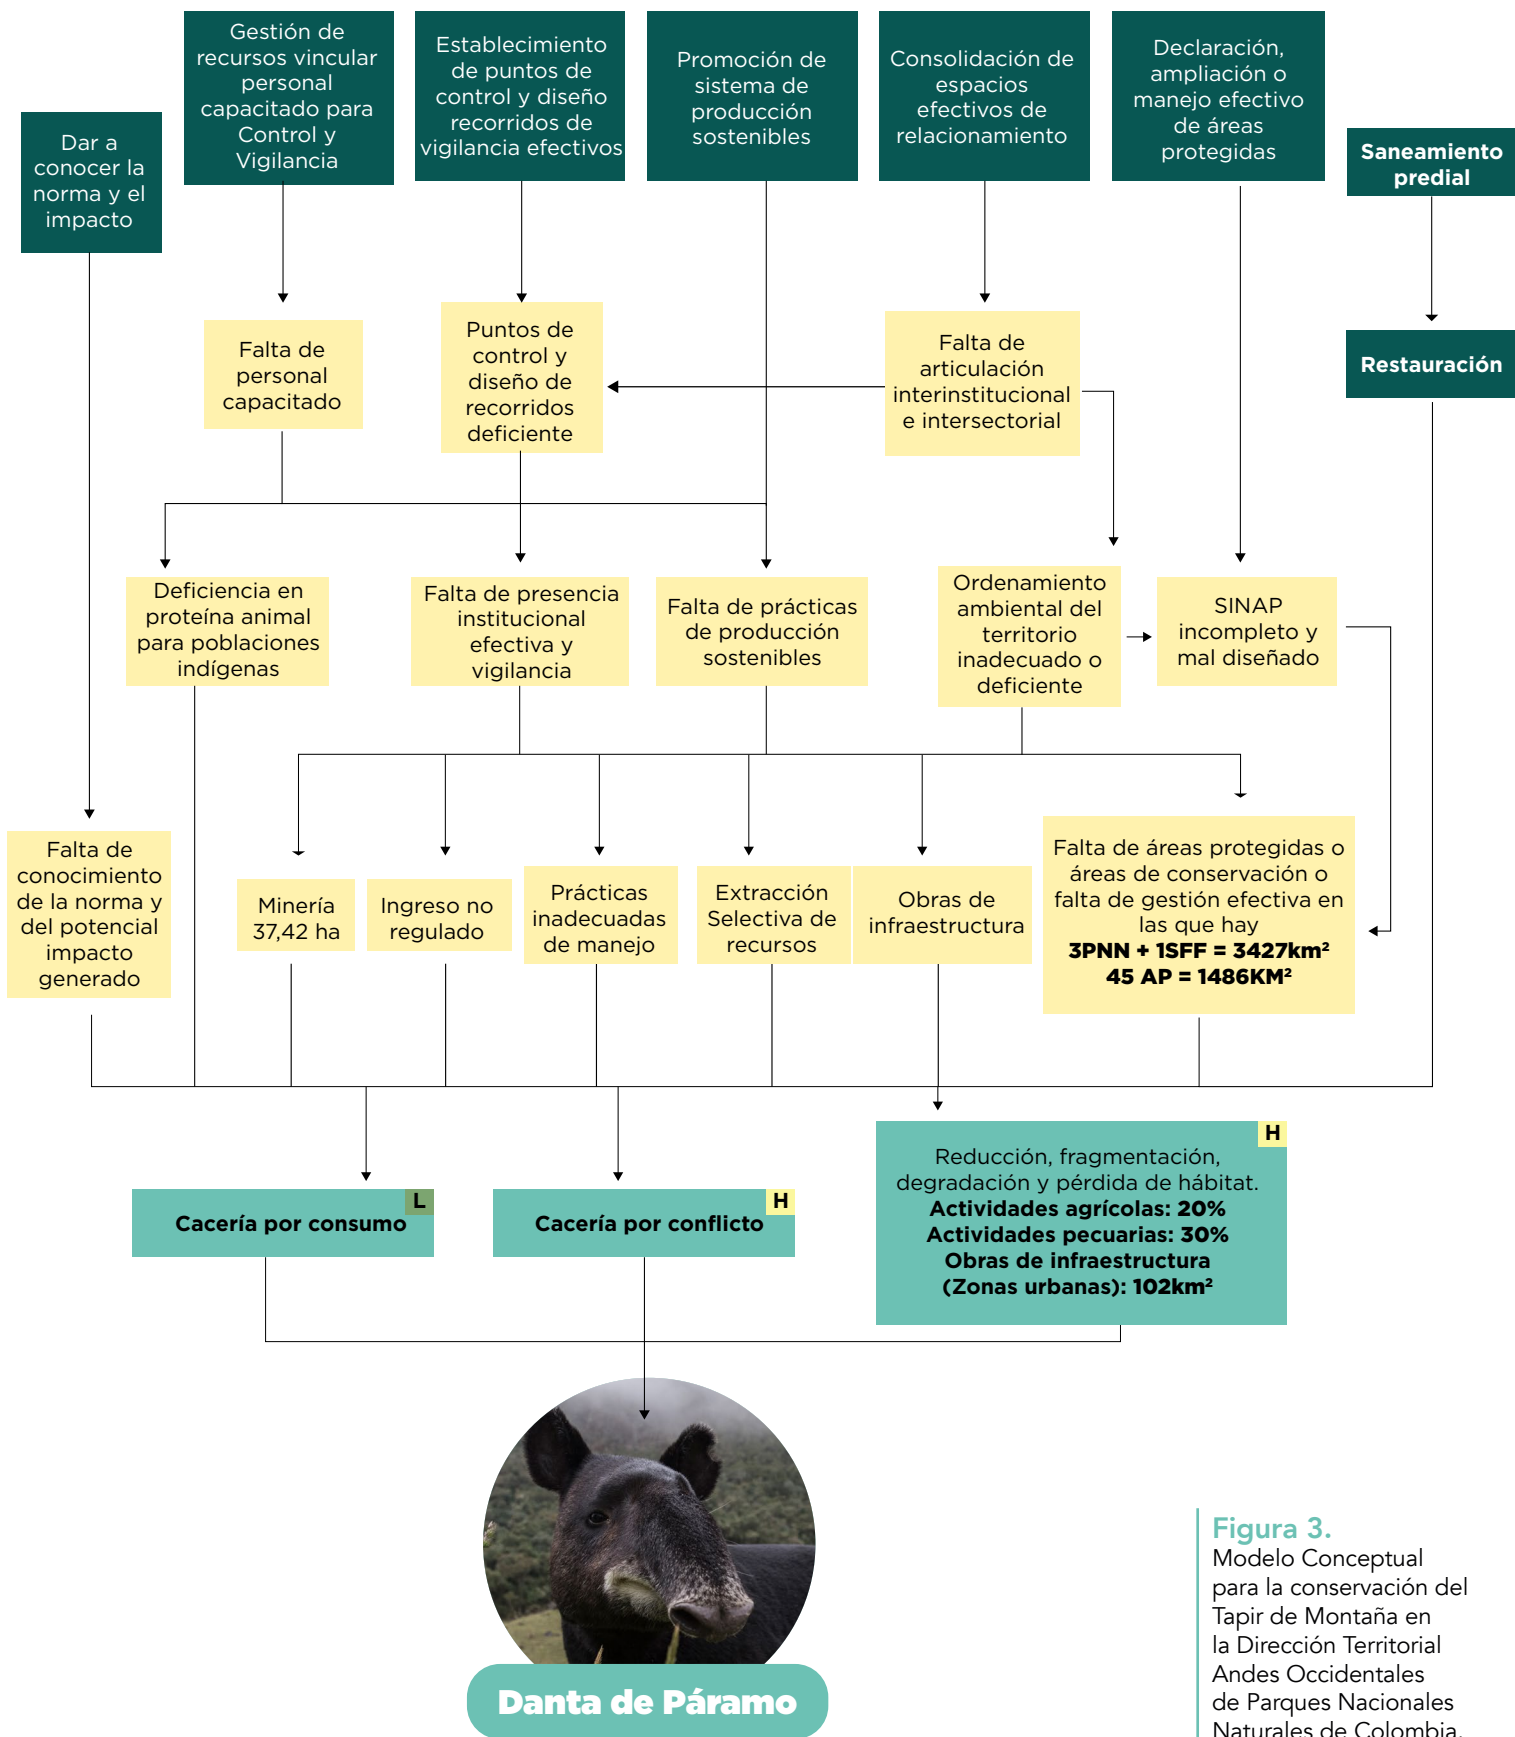 Gestión de
recursos vincular
personal
capacitado para
Control y
Vigilancia
Establecimiento
de puntos de
control y diseño
recorridos de
vigilancia efectivos
Promoción de
sistema de
producción
sostenibles
Consolidación de
espacios
efectivos de
relacionamiento
Declaración,
ampliación o
manejo efectivo
de áreas
protegidas
Dar a
conocer la
norma y el
impacto
Saneamiento
predial
Falta de
personal
capacitado
Puntos de
control y
diseño de
recorridos
deficiente
Falta de
articulación
interinstitucional
e intersectorial
Restauración
Deficiencia en
proteína animal
para poblaciones
indígenas
Falta de presencia
institucional
efectiva y
vigilancia
Falta de prácticas
de producción
sostenibles
Ordenamiento
ambiental del
territorio
inadecuado o
deficiente
SINAP
incompleto y
mal diseñado
Falta de
conocimiento
de la norma y
del potencial
impacto
generado
Minería
37,42 ha
Ingreso no
regulado
Prácticas
inadecuadas
de manejo
Extracción
Selectiva de
recursos
Obras de
infraestructura
Falta de áreas protegidas o
áreas de conservación o
falta de gestión efectiva en
las que hay
3PNN + 1SFF = 3427km²
45 AP = 1486KM²
L
Cacería por consumo
H
Cacería por conflicto
H
Reducción, fragmentación,
degradación y pérdida de hábitat.
Actividades agrícolas: 20%
Actividades pecuarias: 30%
Obras de infraestructura
(Zonas urbanas): 102km²
Danta de Páramo
Figura 3.
Modelo Conceptual
para la conservación del
Tapir de Montaña en
la Dirección Territorial
Andes Occidentales
de Parques Nacionales
Naturales de Colombia.